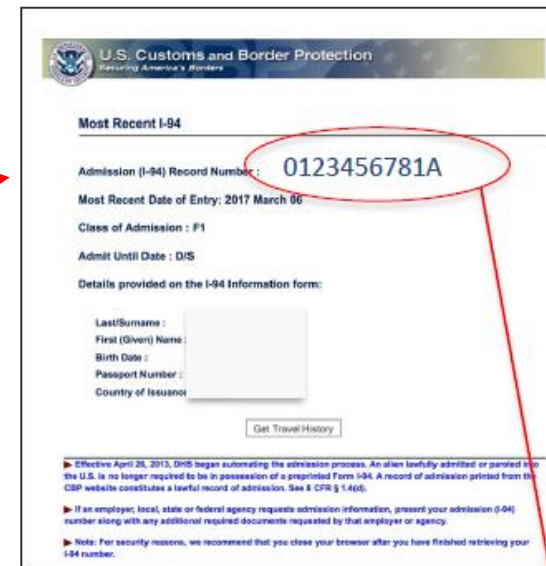 U.S. Customs and Border Protection
Securing America's Borders
Most Recent I-94
Admission (I-94) Record Number : 0123456781A
Most Recent Date of Entry: 2017 March 06
Class of Admission : F1
Admit Until Date : D/S
Details provided on the I-94 Information form:
Last/Surname :
First (Given) Name :
Birth Date :
Passport Number :
Country of Issuance
Get Travel History
Effective April 26, 2013, DHS began automating the admission process. An alien lawfully admitted or paroled into
the U.S. is no longer required to be in possession of a preprinted Form I-94. A record of admission printed from the
CBP website constitutes a lawful record of admission. See 8 CFR § 1.4(d).
If an employer, local, state or federal agency requests admission information, present your admission (I-94)
number along with any additional required documents requested by that employer or agency.
Note: For security reasons, we recommend that you close your browser after you have finished retrieving your
I-94 number.